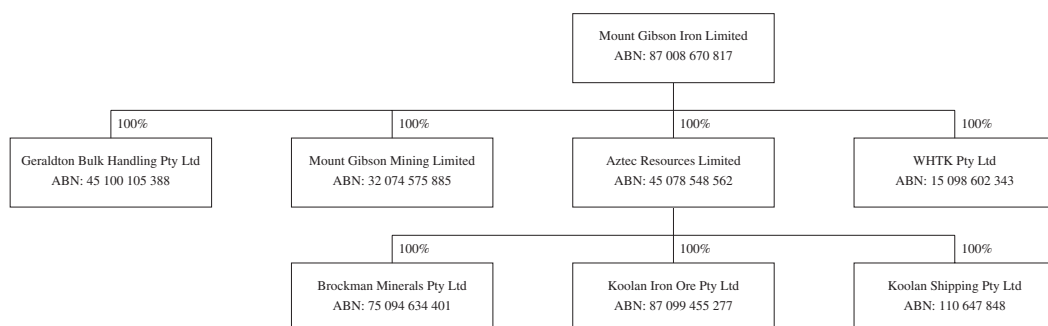 Mount Gibson Iron Limited
ABN: 87 008 670 817
100%
100%
100%
100%
Geraldton Bulk Handling Pty Ltd
ABN: 45 100 105 388
Mount Gibson Mining Limited
ABN: 32 074 575 885
Aztec Resources Limited
ABN: 45 078 548 562
WHTK Pty Ltd
ABN: 15 098 602 343
100%
100%
100%
Brockman Minerals Pty Ltd
ABN: 75 094 634 401
Koolan Iron Ore Pty Ltd
ABN: 87 099 455 277
Koolan Shipping Pty Ltd
ABN: 110 647 848